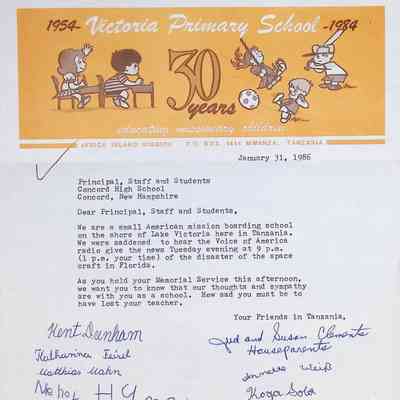 1954- Victoria Primary School -1984
30
years
educating missionary children
AFRICA INLAND MISSION P.O. BOX 1414 MWANZA, TANZANIA
January 31, 1986
Principal, Staff and Students
Concord High School
Concord, New Hampshire
Dear Principal, Staff and Students,
We are a small American mission boarding school
on the shore of Lake Victoria here in Tanzania.
We were saddened to hear the Voice of America
radio give the news Tuesday evening at 9 p.m.
(1 p.m. your time) of the disaster of the space
craft in Florida.
As you hold your Memorial Service this afternoon,
we want you to know that our thoughts and sympathy
are with you as a school. How sad you must be to
have lost your teacher.
Your Friends in Tanzania,
Kent Dunham
Jud and Susan Clements
Houseparents
Katharina Feisel
Matthias Hahn
Annette Weiß